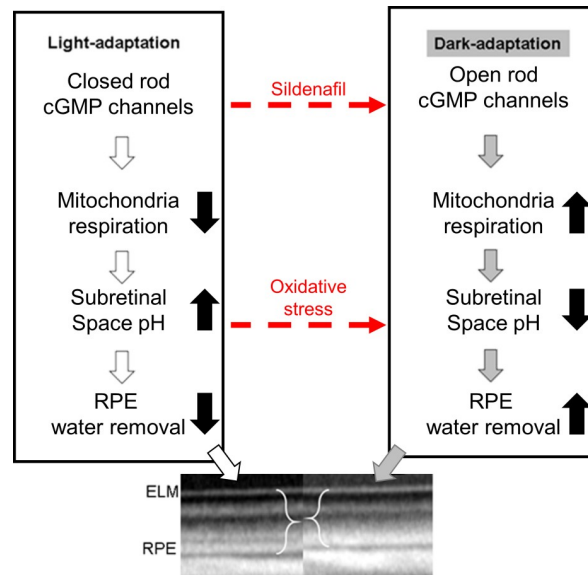 Light-adaptation
Closed rod
cGMP channels
Mitochondria
respiration
Subretinal
Space pH
RPE
water removal
Sildenafil
Oxidative
stress
Dark-adaptation
Open rod
cGMP channels
Mitochondria
respiration
Subretinal
Space pH
RPE
water removal
ELM
RPE